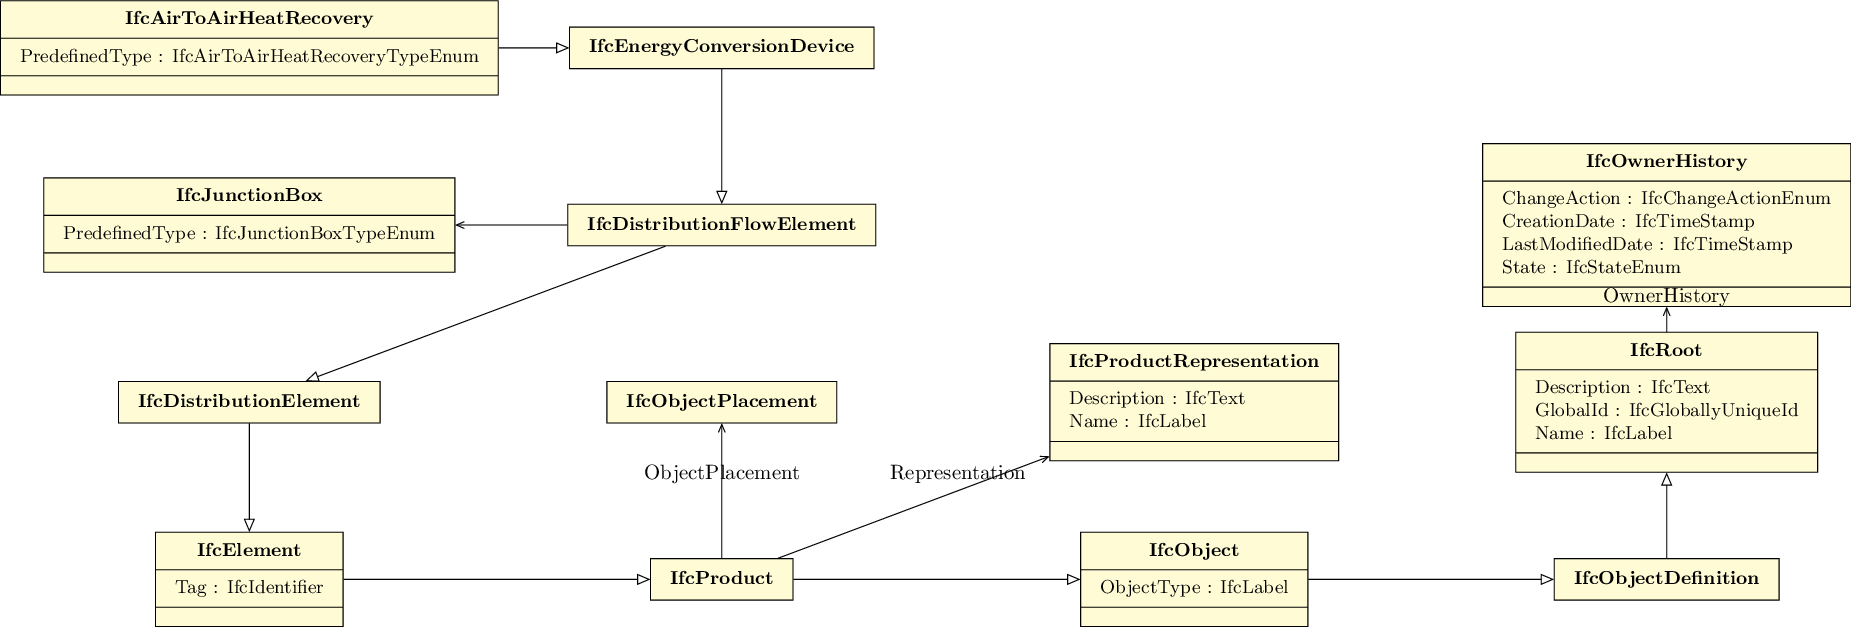 IfcAirToAirHeatRecovery
PredefinedType : IfcAirToAirHeatRecoveryTypeEnum
IfcEnergyConversionDevice
IfcJunctionBox
PredefinedType : IfcJunctionBoxTypeEnum
IfcDistributionFlowElement
IfcOwnerHistory
ChangeAction : IfcChangeActionEnum
CreationDate : IfcTimeStamp
LastModifiedDate : IfcTimeStamp
State : IfcStateEnum
OwnerHistory
IfcRoot
Description : IfcText
GlobalId : IfcGloballyUniqueId
Name : IfcLabel
IfcProductRepresentation
Description : IfcText
Name : IfcLabel
IfcDistributionElement
IfcObjectPlacement
ObjectPlacement
Representation
IfcElement
Tag : IfcIdentifier
IfcProduct
IfcObject
ObjectType : IfcLabel
IfcObjectDefinition